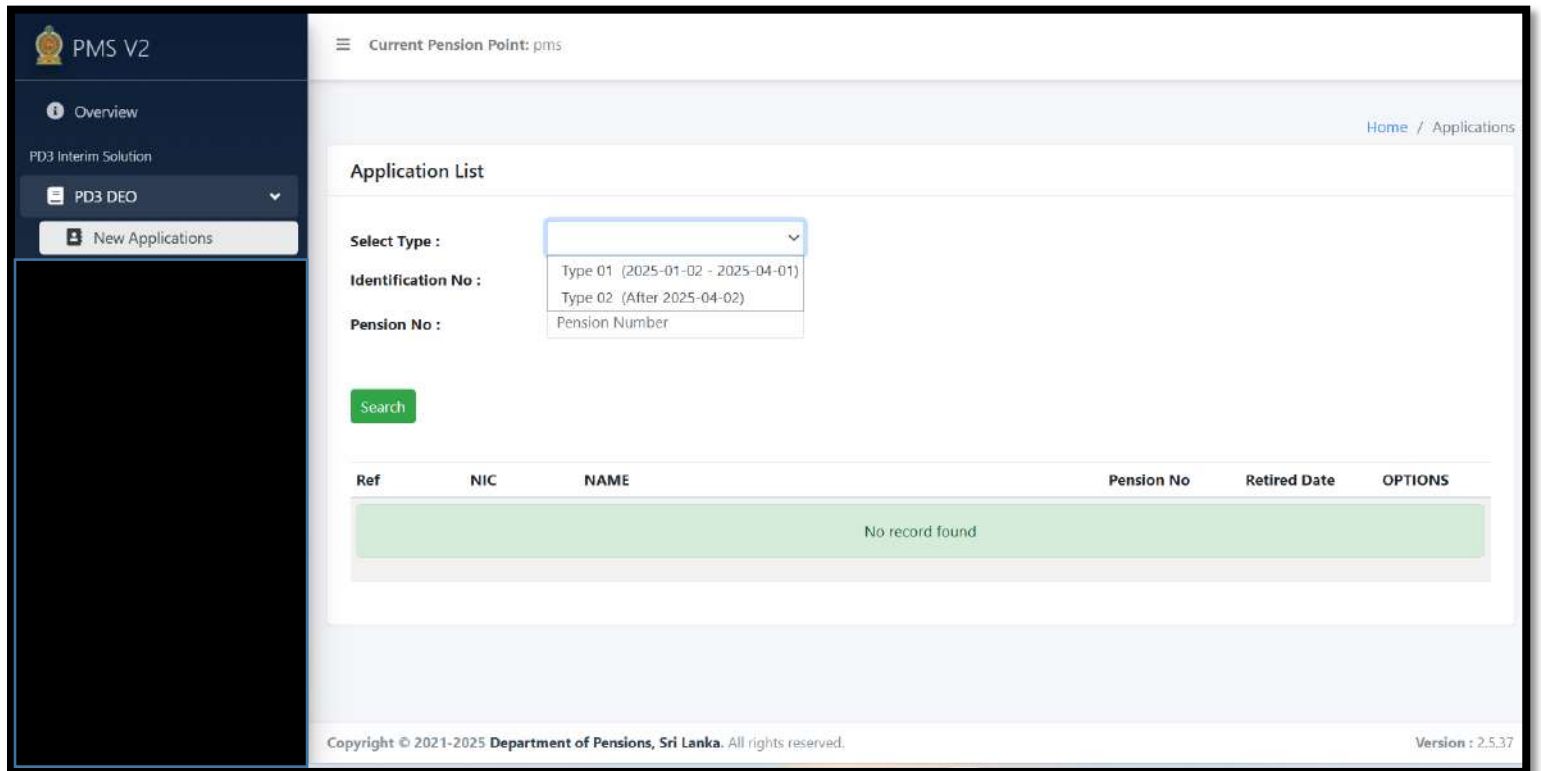 PMS V2
Current Pension Point: pms
Overview
Home / Applications
PD3 Interim Solution
Application List
PD3 DEO
New Applications
Select Type :
Type 01 (2025-01-02 - 2025-04-01)
Identification No :
Type 02 (After 2025-04-02)
Pension No :
Pension Number
Search
Ref NIC NAME Pension No Retired Date OPTIONS
No record found
Copyright © 2021-2025 Department of Pensions, Sri Lanka. All rights reserved.
Version : 2.5.37